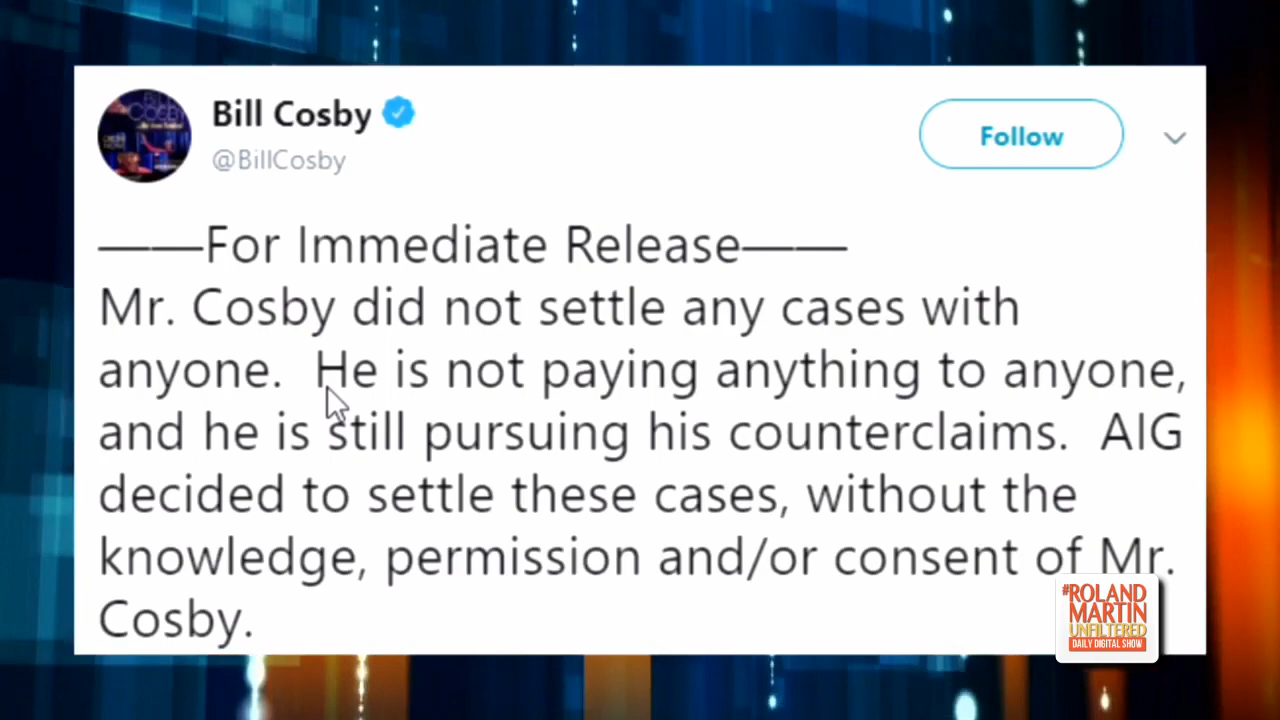 Bill Cosby
@BillCosby
Follow
——For Immediate Release——
Mr. Cosby did not settle any cases with
anyone.  He is not paying anything to anyone,
and he is still pursuing his counterclaims.  AIG
decided to settle these cases, without the
knowledge, permission and/or consent of Mr.
Cosby.
#ROLAND
MARTIN
UNFILTERED
DAILY DIGITAL SHOW